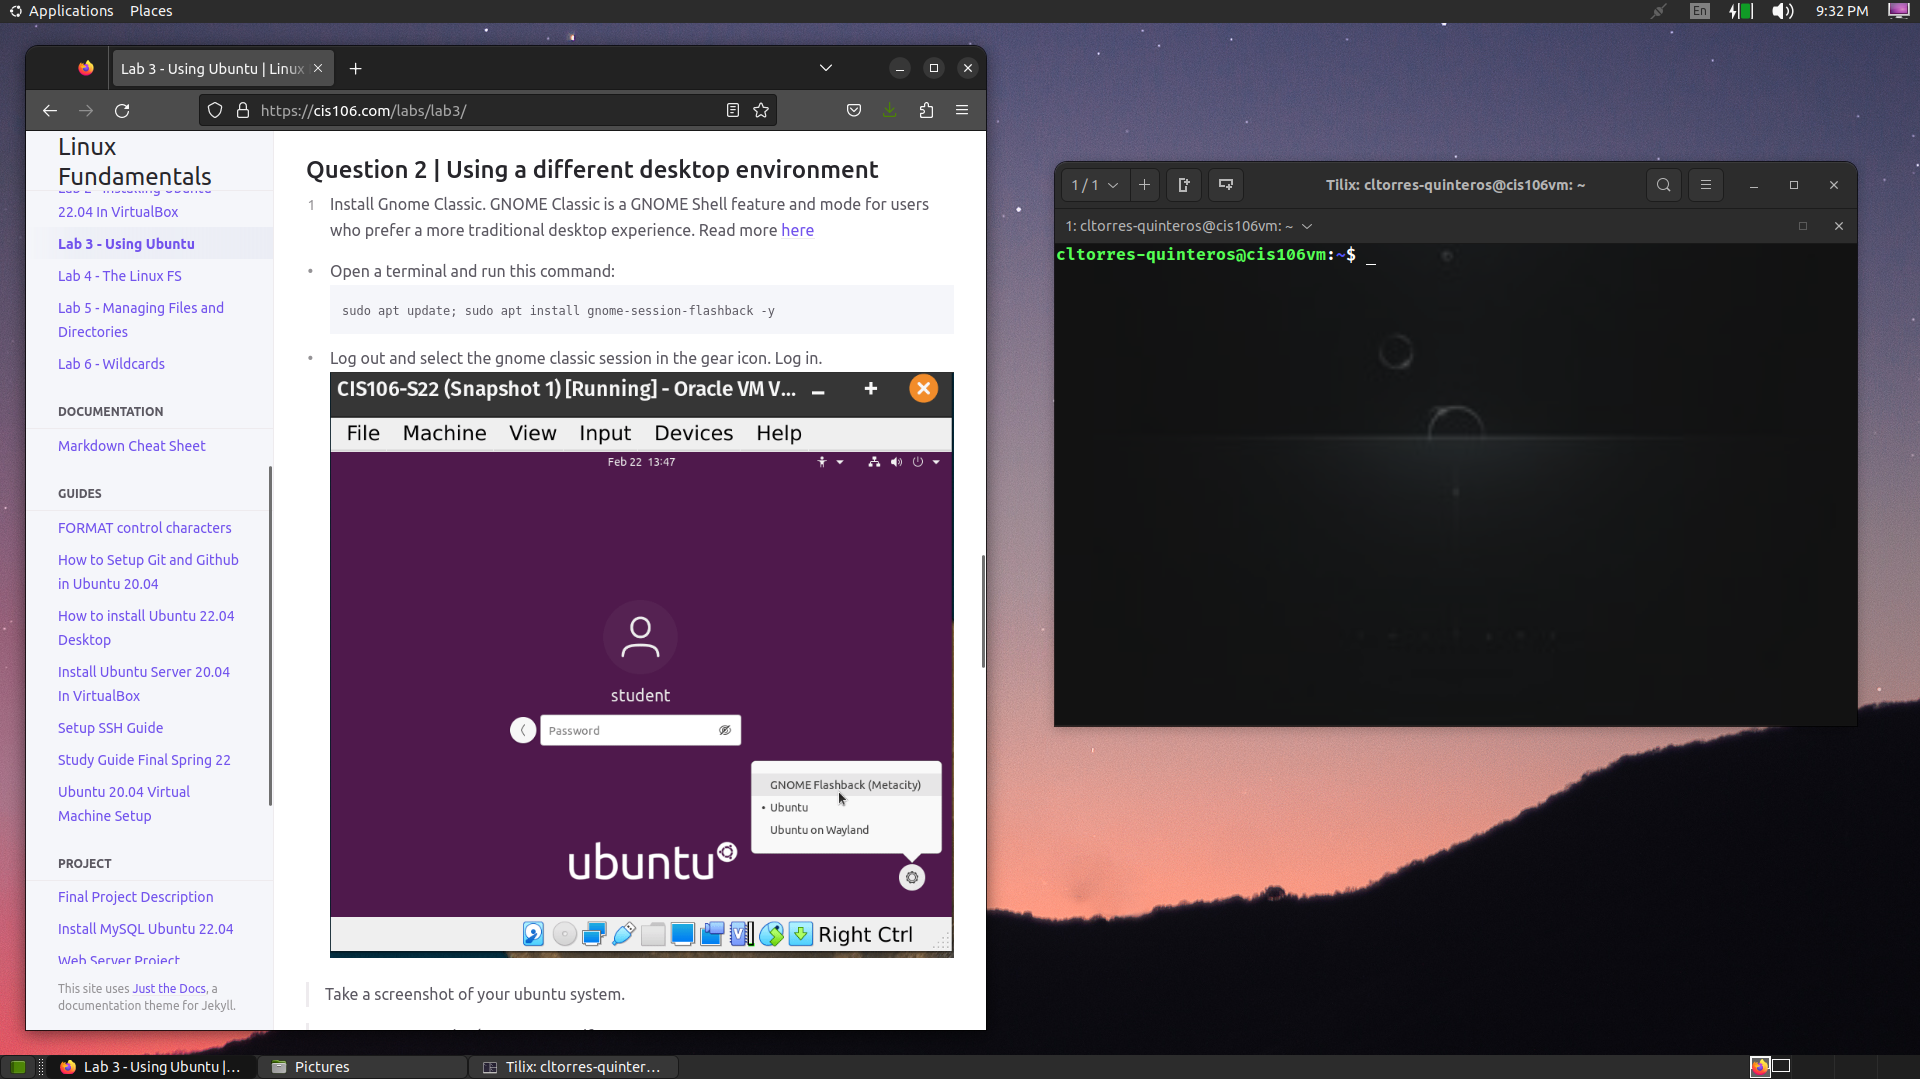 Applications Places
En
9:32 PM
Lab 3 - Using Ubuntu | Linux
https://cis106.com/labs/lab3/
Linux
Fundamentals
Lab 2 - Installing Ubuntu
22.04 In VirtualBox
Lab 3 - Using Ubuntu
Lab 4 - The Linux FS
Lab 5 - Managing Files and
Directories
Lab 6 - Wildcards
DOCUMENTATION
Markdown Cheat Sheet
GUIDES
FORMAT control characters
How to Setup Git and Github
in Ubuntu 20.04
How to install Ubuntu 22.04
Desktop
Install Ubuntu Server 20.04
In VirtualBox
Setup SSH Guide
Study Guide Final Spring 22
Ubuntu 20.04 Virtual
Machine Setup
PROJECT
Final Project Description
Install MySQL Ubuntu 22.04
Web Server Project
This site uses Just the Docs, a
documentation theme for Jekyll.
Question 2 | Using a different desktop environment
1 Install Gnome Classic. GNOME Classic is a GNOME Shell feature and mode for users
who prefer a more traditional desktop experience. Read more here
• Open a terminal and run this command:
sudo apt update; sudo apt install gnome-session-flashback -y
• Log out and select the gnome classic session in the gear icon. Log in.
CIS106-S22 (Snapshot 1) [Running] - Oracle VM V...
File Machine View Input Devices Help
Feb 22 13:47
student
Password
GNOME Flashback (Metacity)
• Ubuntu
Ubuntu on Wayland
ubuntu
Right Ctrl
Take a screenshot of your ubuntu system.
1 / 1
Tilix: cltorres-quinteros@cis106vm: ~
1: cltorres-quinteros@cis106vm: ~
cltorres-quinteros@cis106vm:~$ _
Lab 3 - Using Ubuntu |...
Pictures
Tilix: cltorres-quinter...